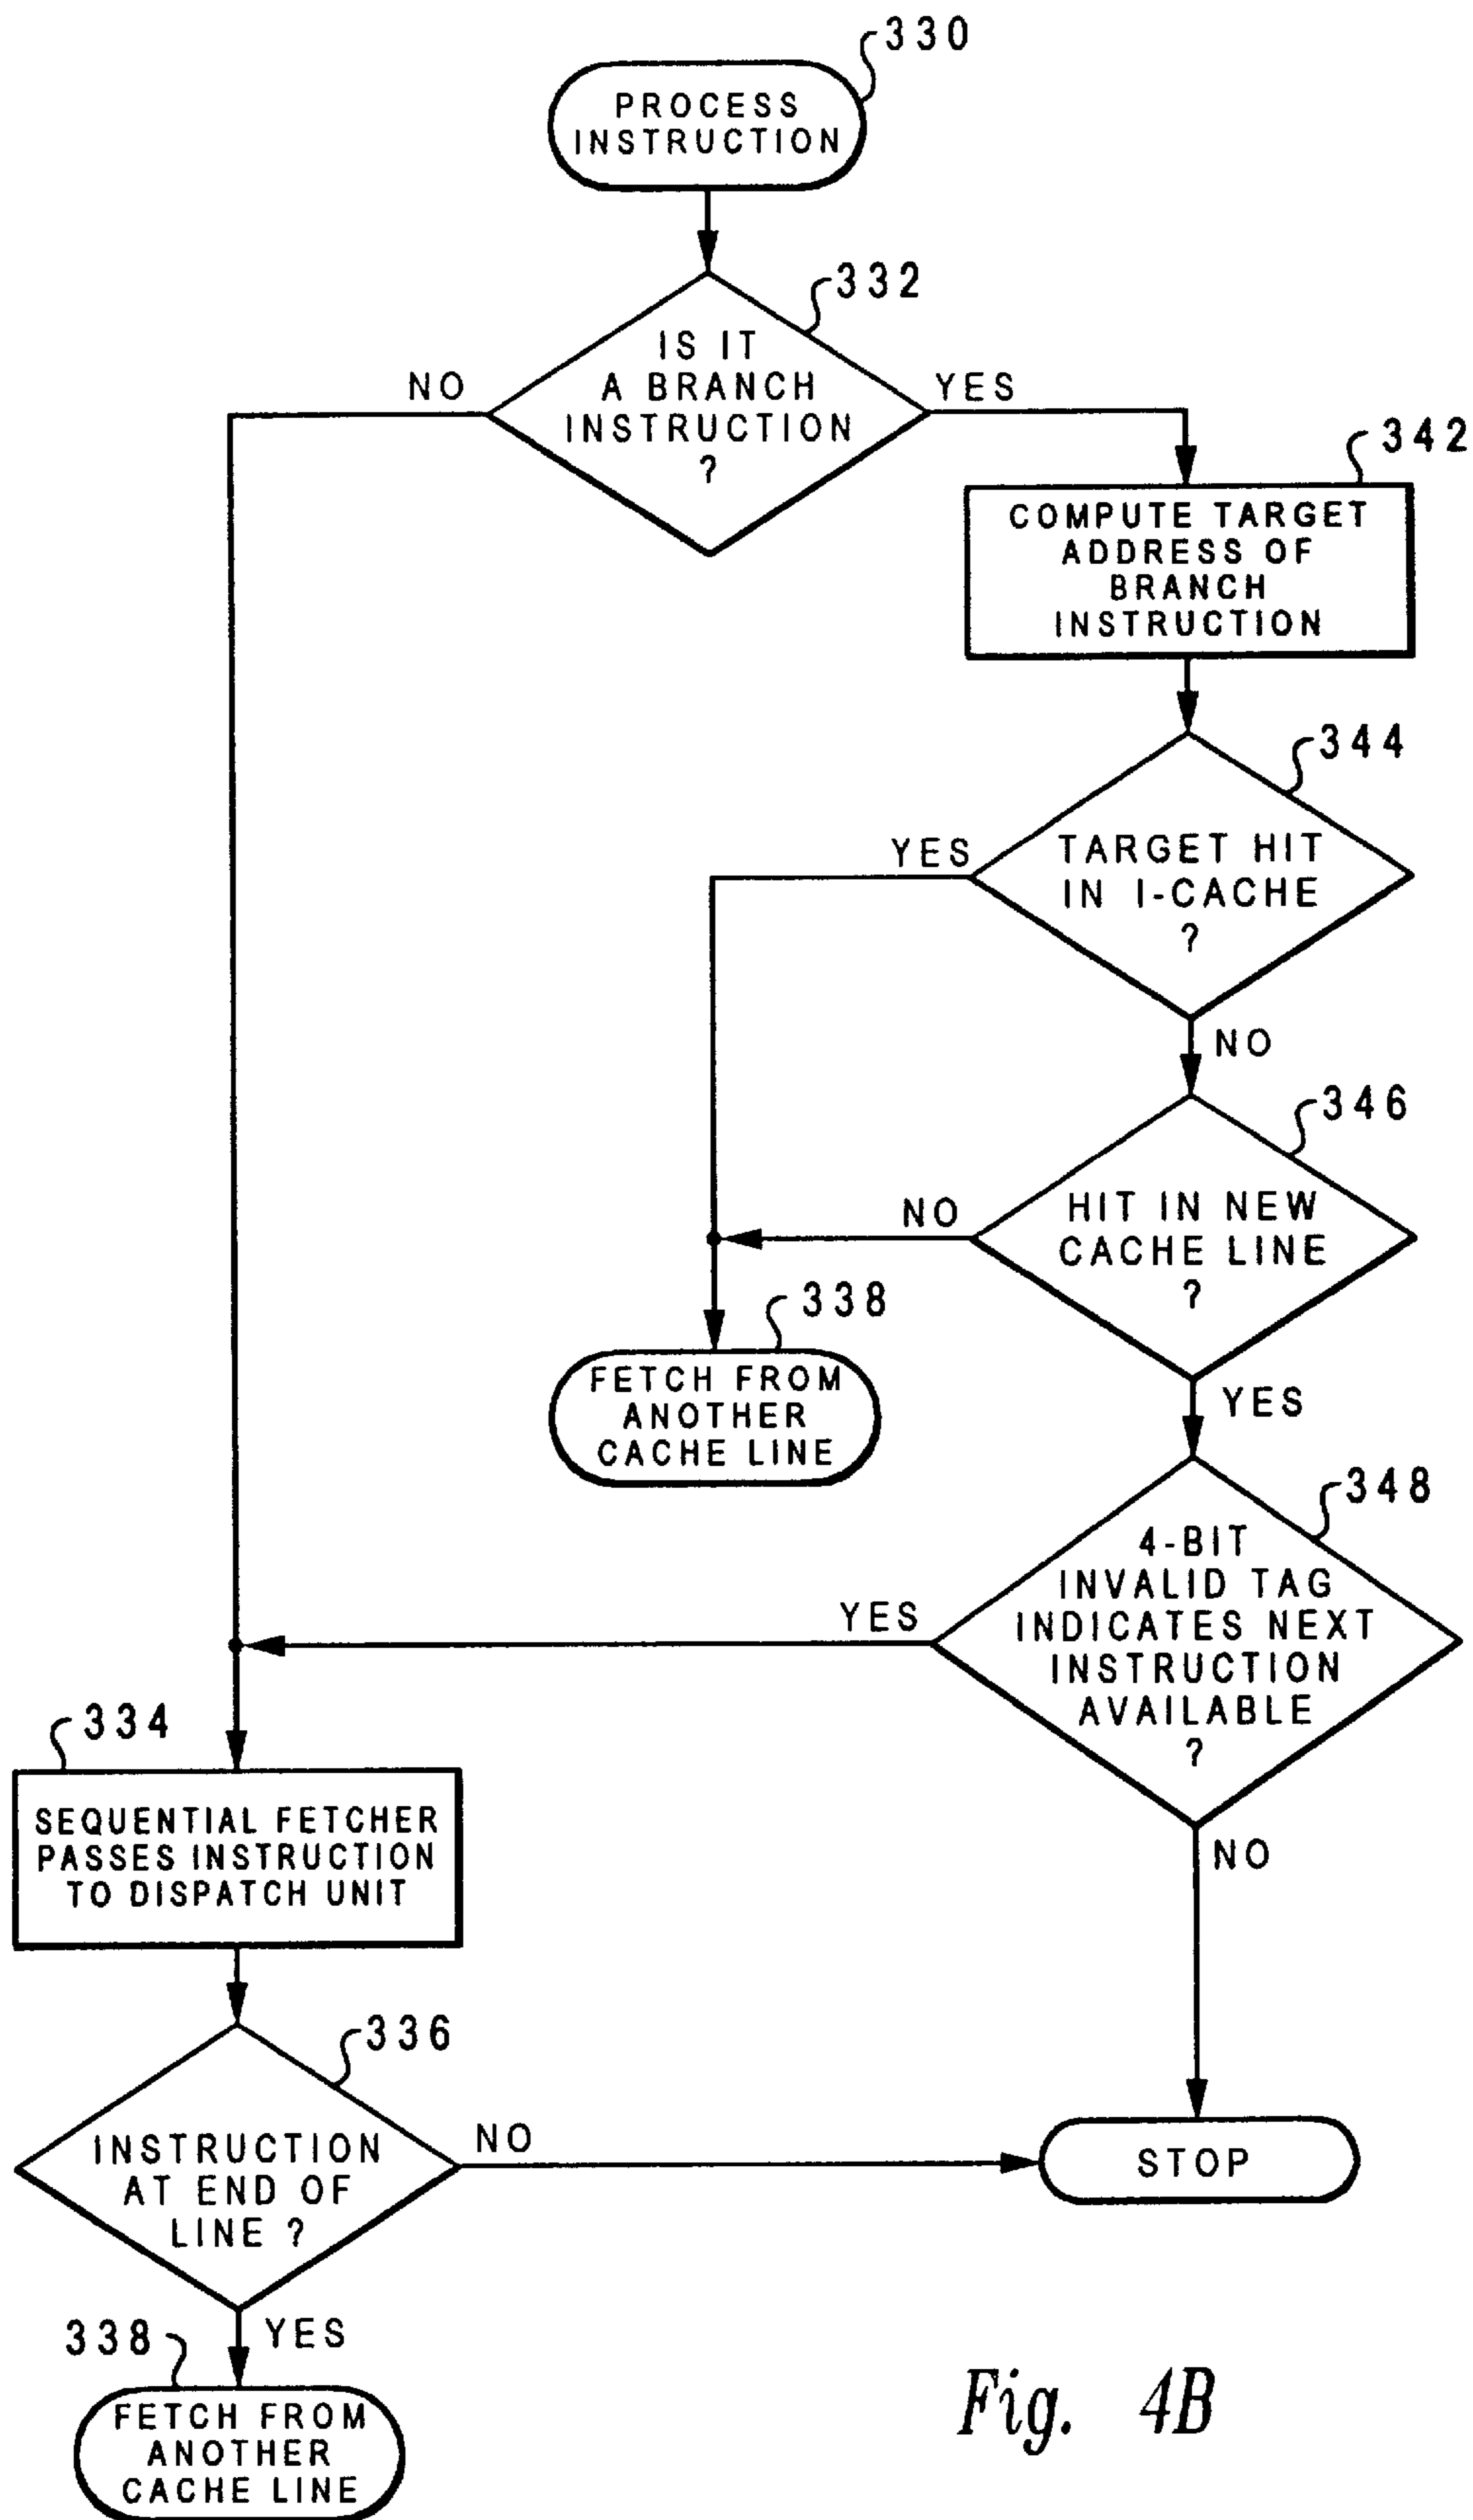 330
PROCESS
INSTRUCTION
332
IS IT
A BRANCH
INSTRUCTION
?
NO
YES
342
COMPUTE TARGET
ADDRESS OF
BRANCH
INSTRUCTION
344
TARGET HIT
IN I-CACHE
?
YES
NO
346
HIT IN NEW
CACHE LINE
?
NO
YES
338
FETCH FROM
ANOTHER
CACHE LINE
348
4-BIT
INVALID TAG
INDICATES NEXT
INSTRUCTION
AVAILABLE
?
YES
NO
334
SEQUENTIAL FETCHER
PASSES INSTRUCTION
TO DISPATCH UNIT
336
INSTRUCTION
AT END OF
LINE ?
NO
STOP
YES
338
FETCH FROM
ANOTHER
CACHE LINE
Fig. 4B